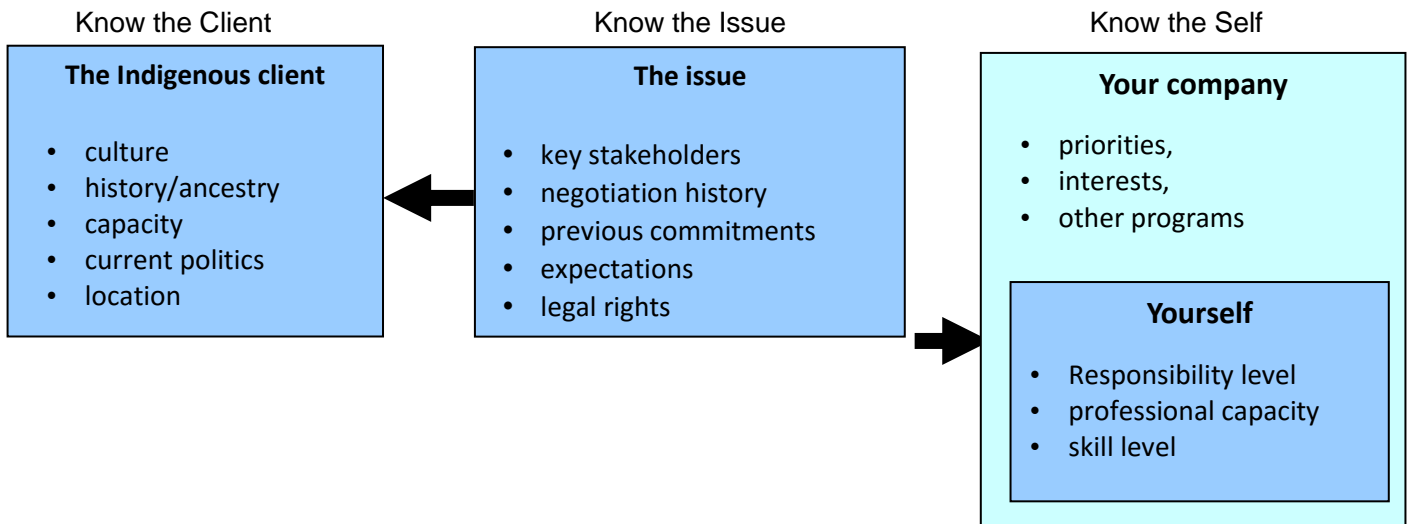 Know the Client
The Indigenous client
• culture
• history/ancestry
• capacity
• current politics
• location
Know the Issue
The issue
• key stakeholders
• negotiation history
• previous commitments
• expectations
• legal rights
Know the Self
Your company
• priorities,
• interests,
• other programs
Yourself
• Responsibility level
• professional capacity
• skill level